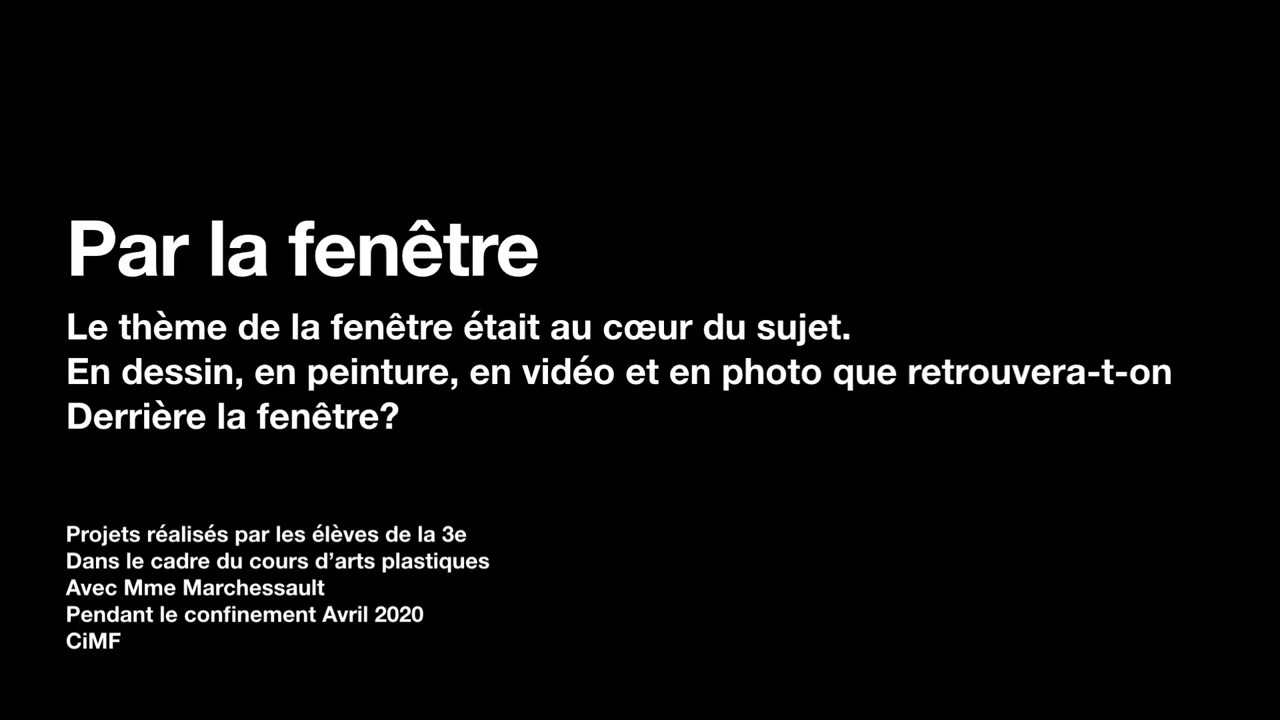 Par la fenêtre
Le thème de la fenêtre était au cœur du sujet.
En dessin, en peinture, en vidéo et en photo que retrouvera-t-on
Derrière la fenêtre?
Projets réalisés par les élèves de la 3e
Dans le cadre du cours d’arts plastiques
Avec Mme Marchessault
Pendant le confinement Avril 2020
CiMF